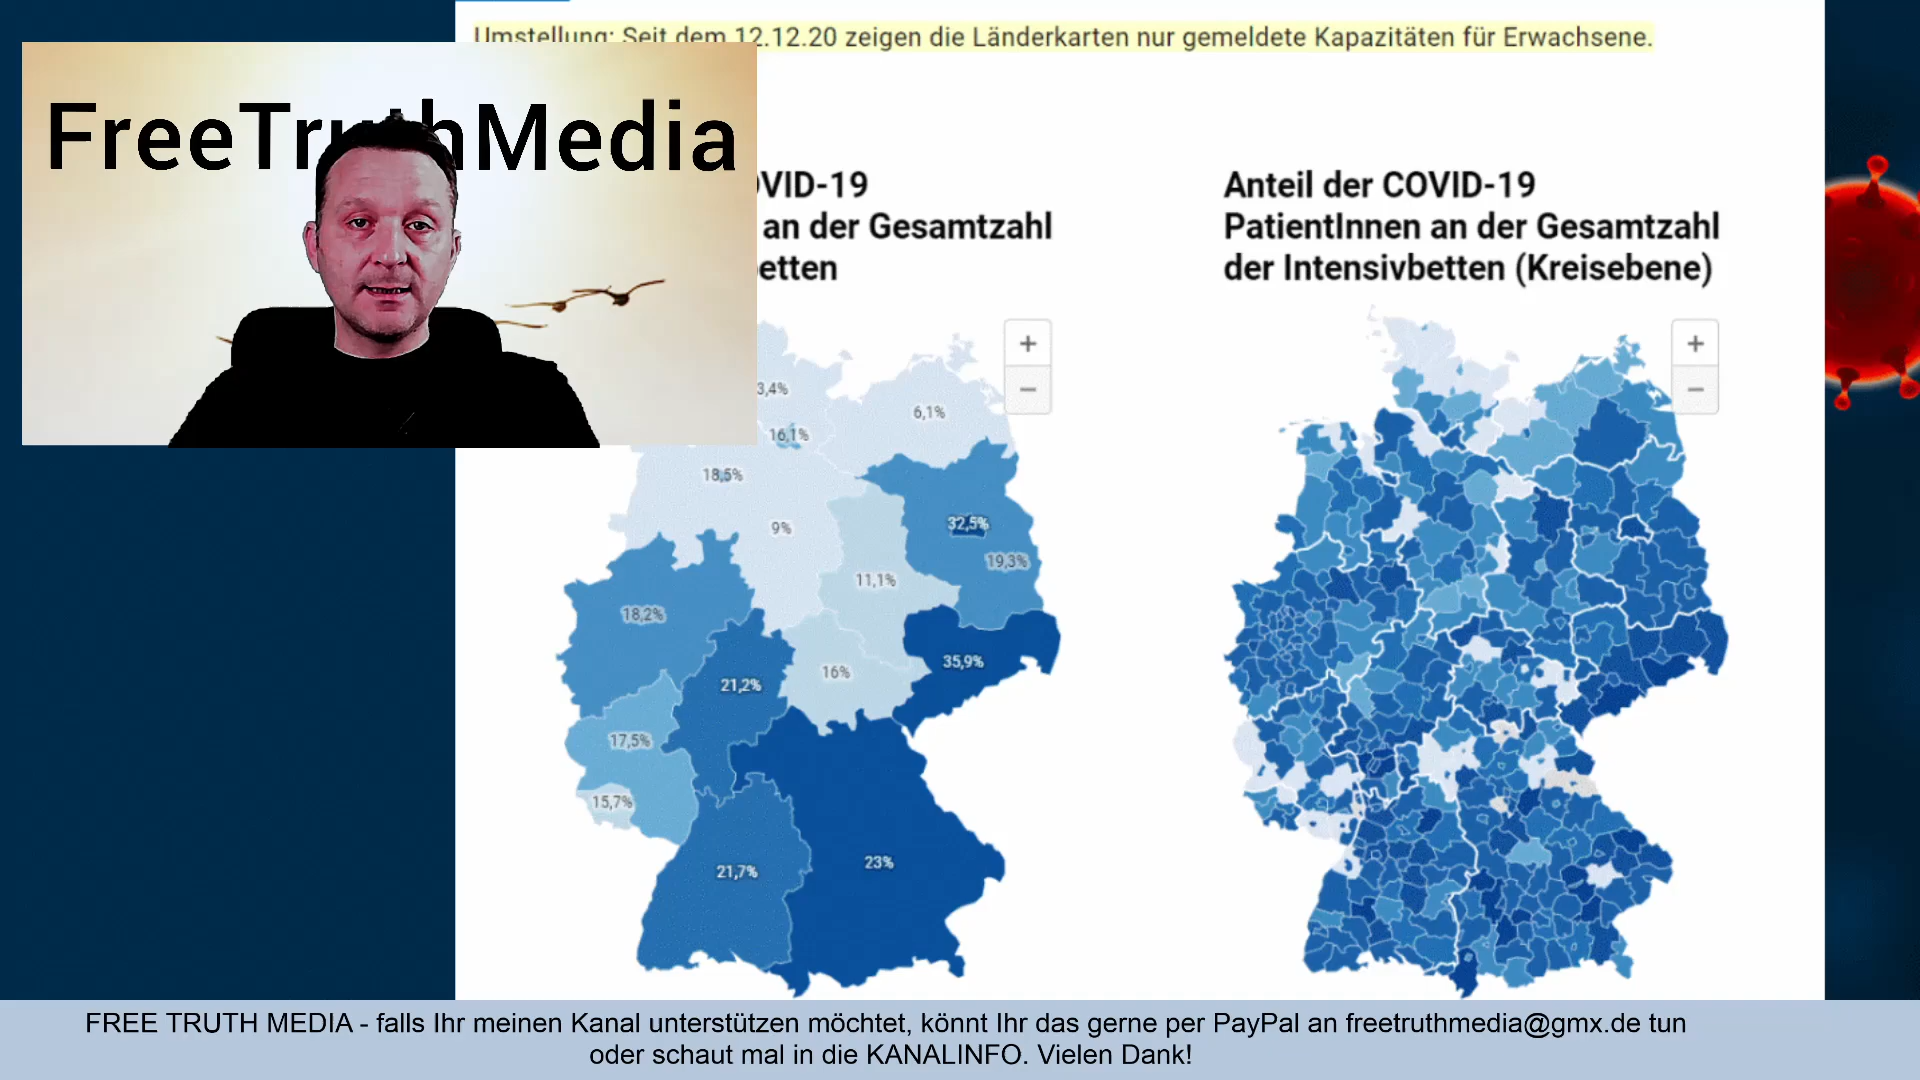 Umstellung: Seit dem 12.12.20 zeigen die Länderkarten nur gemeldete Kapazitäten für Erwachsene.
FreeTruthMedia
OVID-19
an der Gesamtzahl
betten
Anteil der COVID-19
PatientInnen an der Gesamtzahl
der Intensivbetten (Kreisebene)
+
−
+
−
3,4%
6,1%
16,1%
18,5%
9%
32,5%
19,3%
11,1%
18,2%
35,9%
16%
21,2%
17,5%
15,7%
23%
21,7%
FREE TRUTH MEDIA - falls Ihr meinen Kanal unterstützen möchtet, könnt Ihr das gerne per PayPal an freetruthmedia@gmx.de tun
oder schaut mal in die KANALINFO. Vielen Dank!